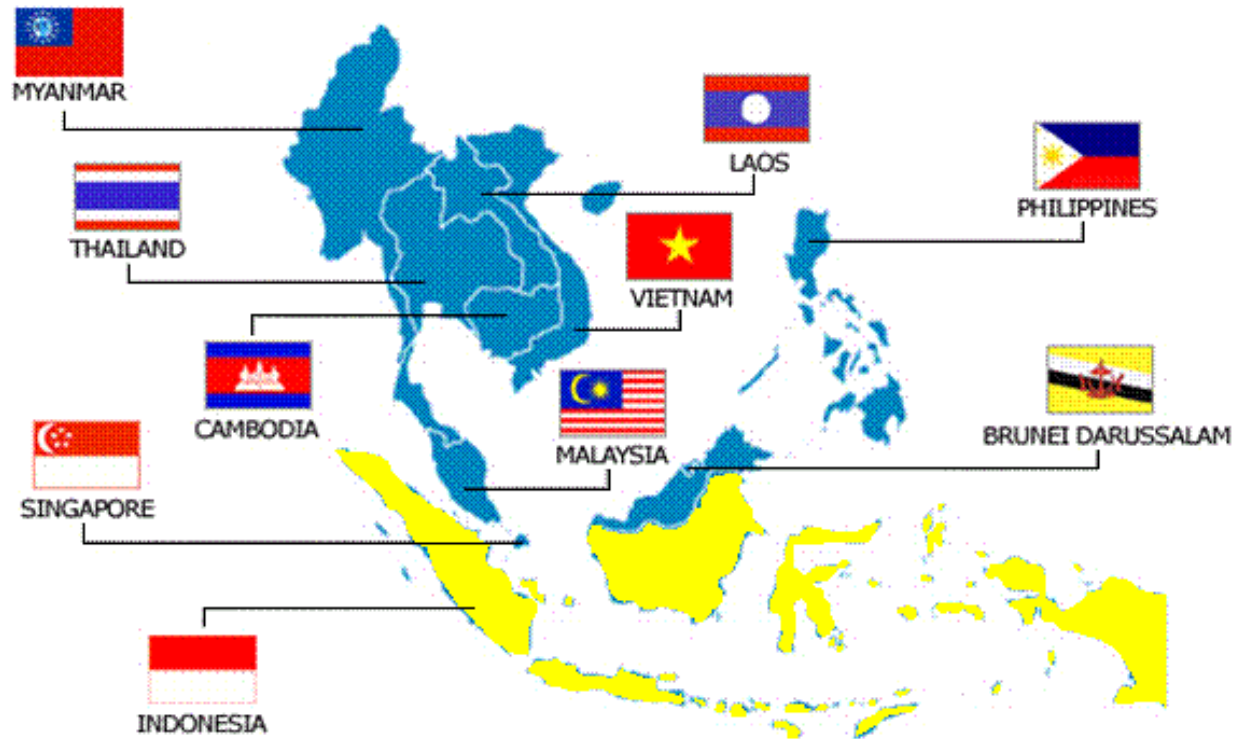 MYANMAR
LAOS
THAILAND
PHILIPPINES
VIETNAM
CAMBODIA
MALAYSIA
BRUNEI DARUSSALAM
SINGAPORE
INDONESIA